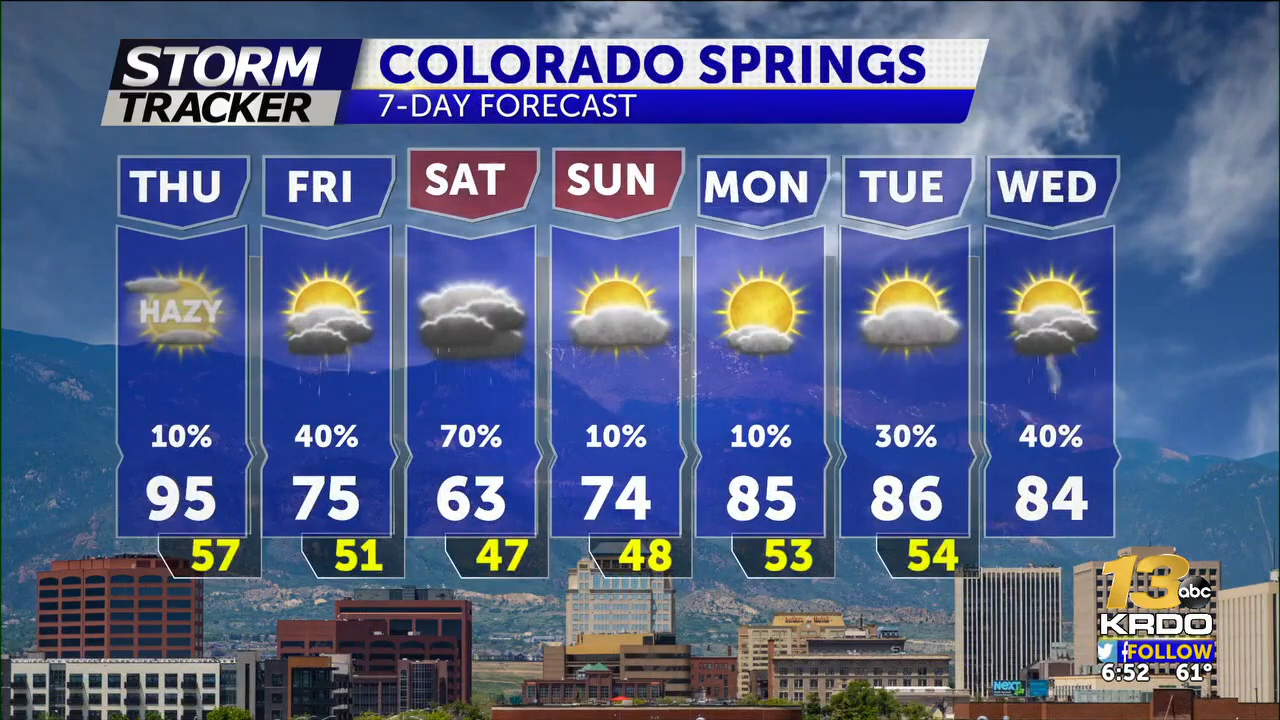 STORM
TRACKER
COLORADO SPRINGS
7-DAY FORECAST
THU FRI SAT SUN MON TUE WED
HAZY
10% 40% 70% 10% 10% 30% 40%
95 75 63 74 85 86 84
57 51 47 48 53 54
13 abc
KRDO
f FOLLOW
6:52 61°
NEXT